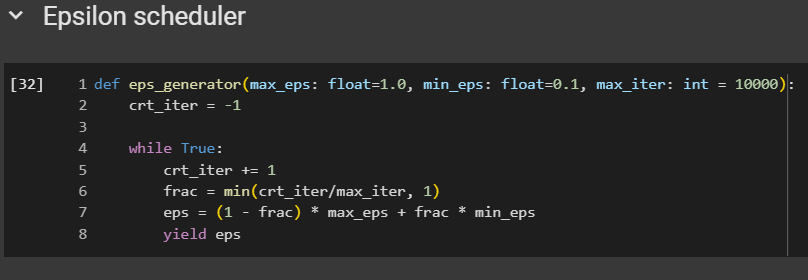 Epsilon scheduler
[32] 1 def eps_generator(max_eps: float=1.0, min_eps: float=0.1, max_iter: int = 10000):
2     crt_iter = -1
3
4     while True:
5         crt_iter += 1
6         frac = min(crt_iter/max_iter, 1)
7         eps = (1 - frac) * max_eps + frac * min_eps
8         yield eps